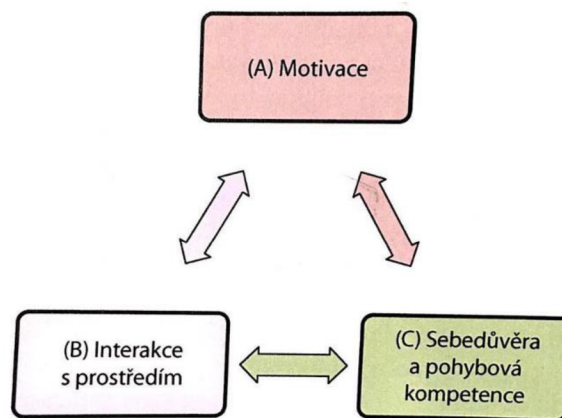 (A) Motivace
(B) Interakce
s prostředím
(C) Sebedůvěra
a pohybová
kompetence